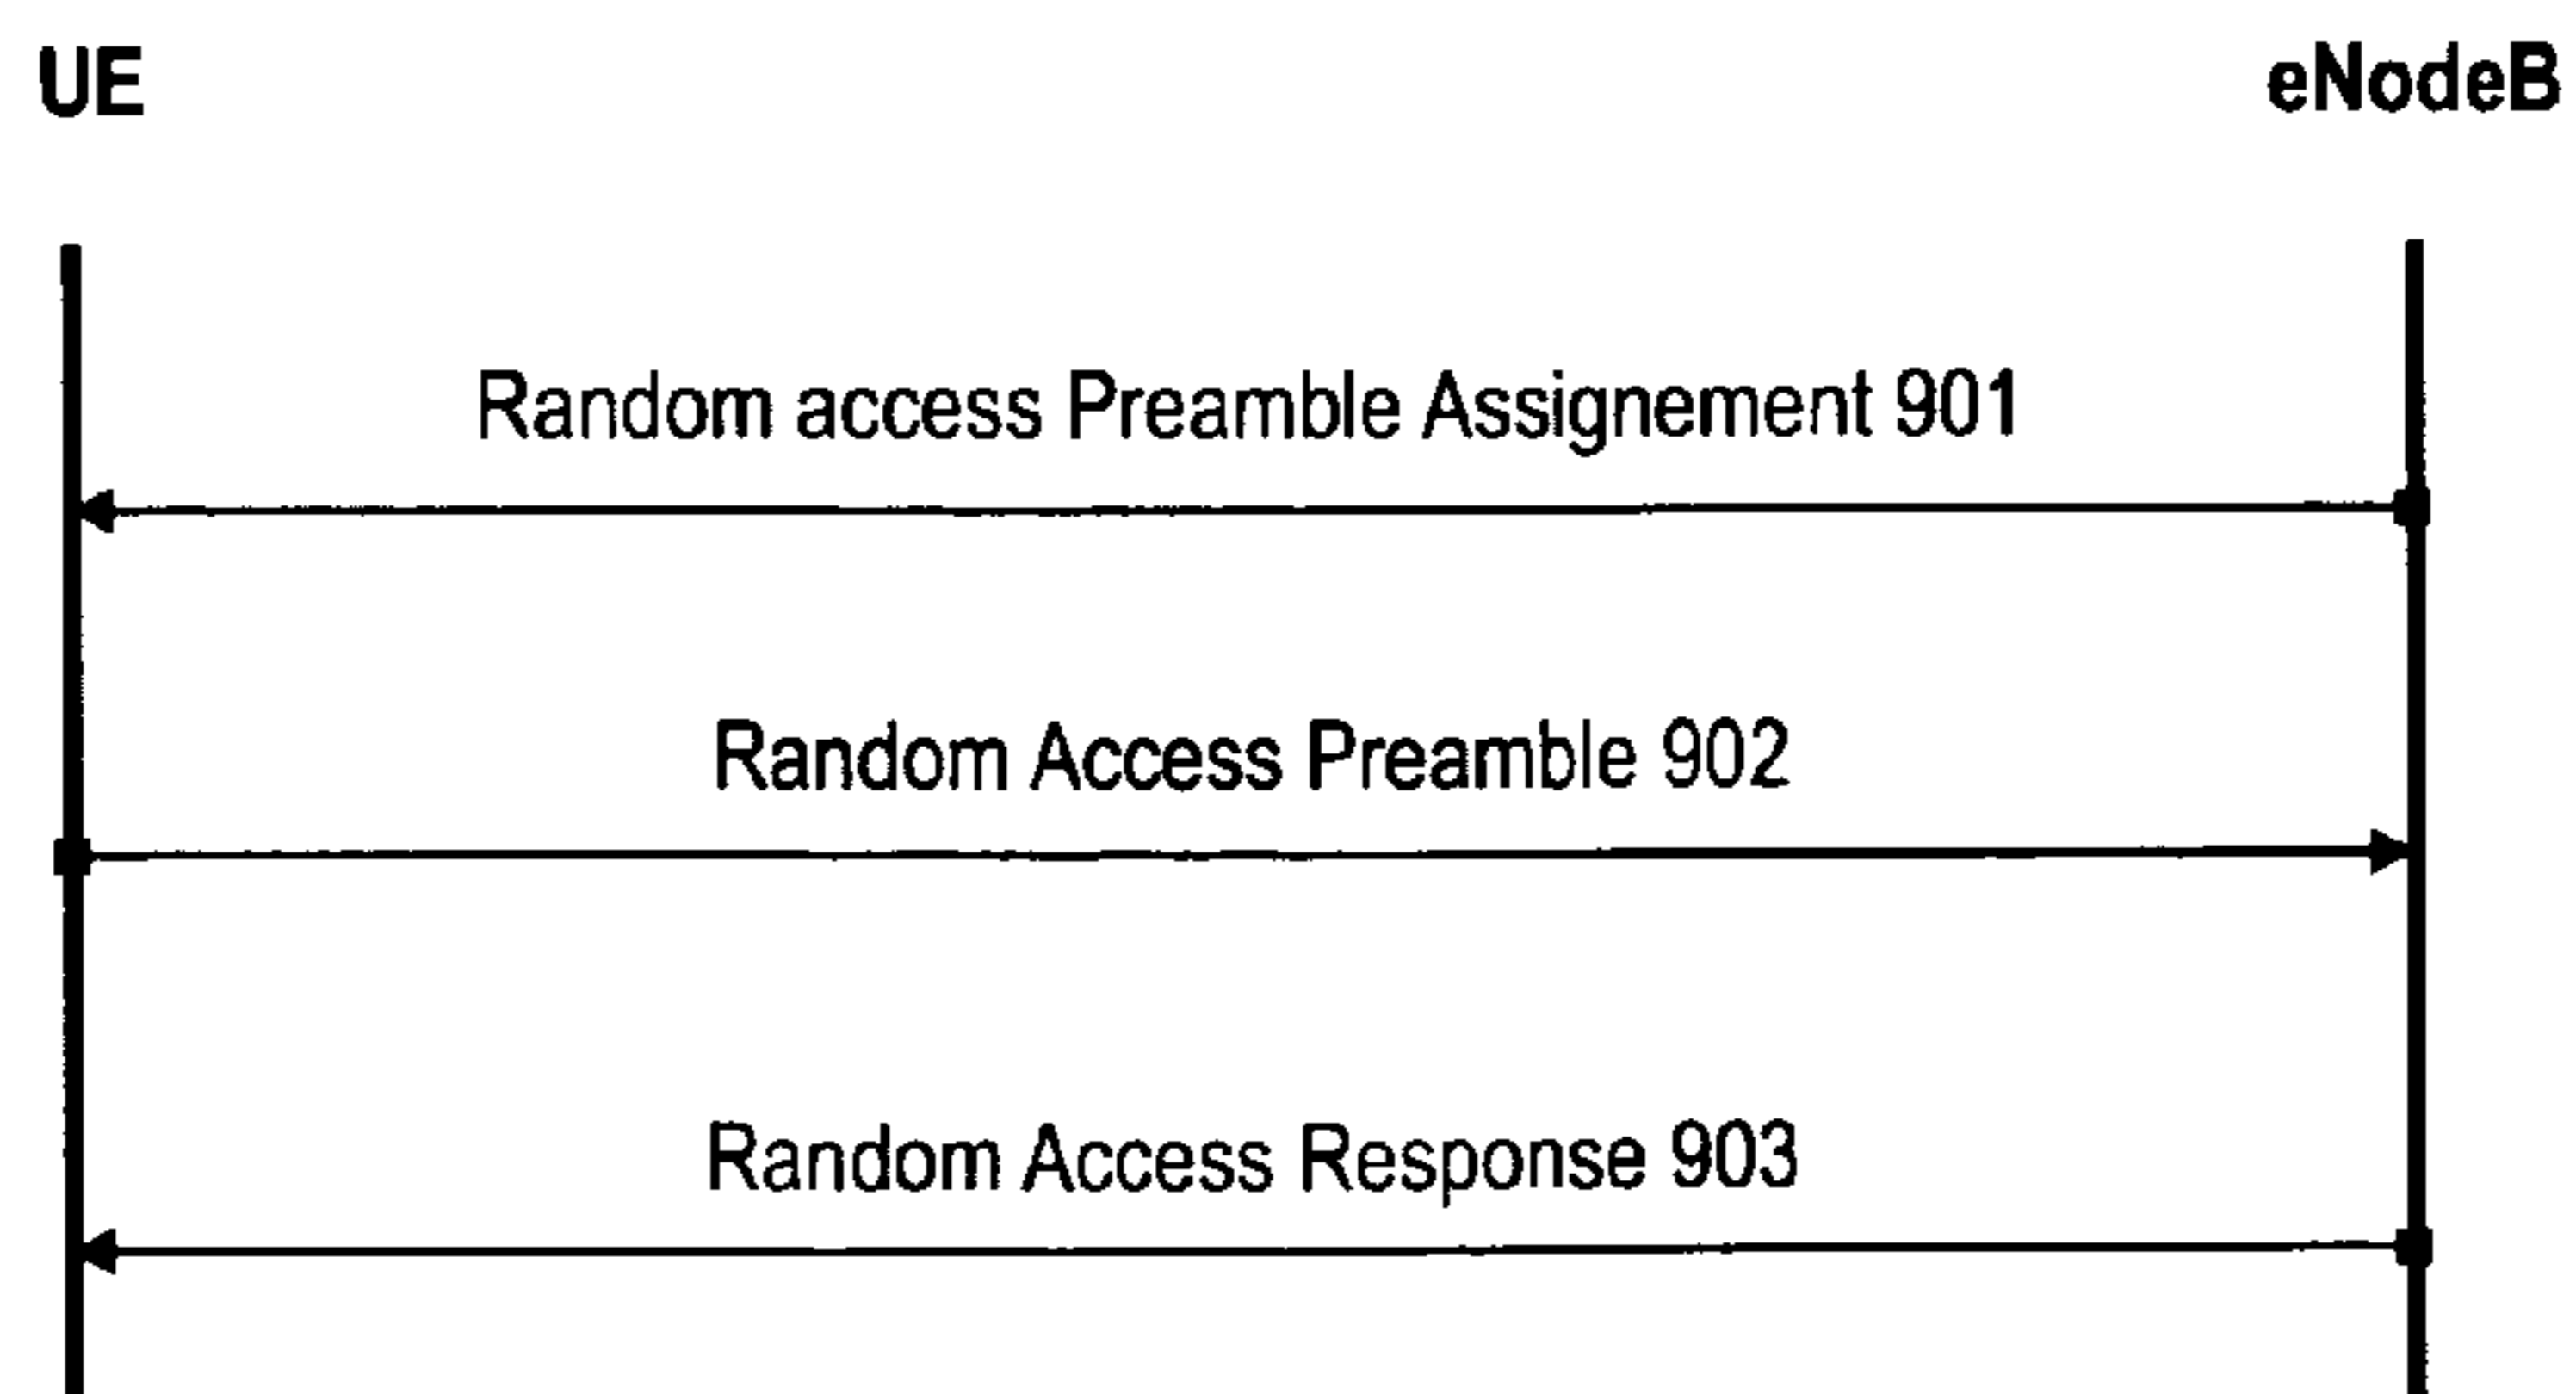 UE eNodeB
Random access Preamble Assignement 901
Random Access Preamble 902
Random Access Response 903